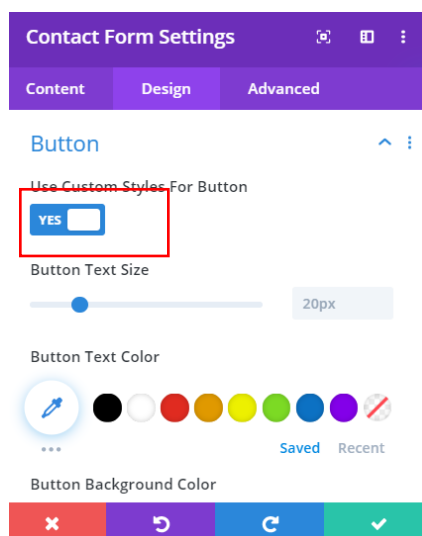 Contact Form Settings
Content Design Advanced
Button
Use Custom Styles For Button
YES
Button Text Size
20px
Button Text Color
Saved Recent
Button Background Color